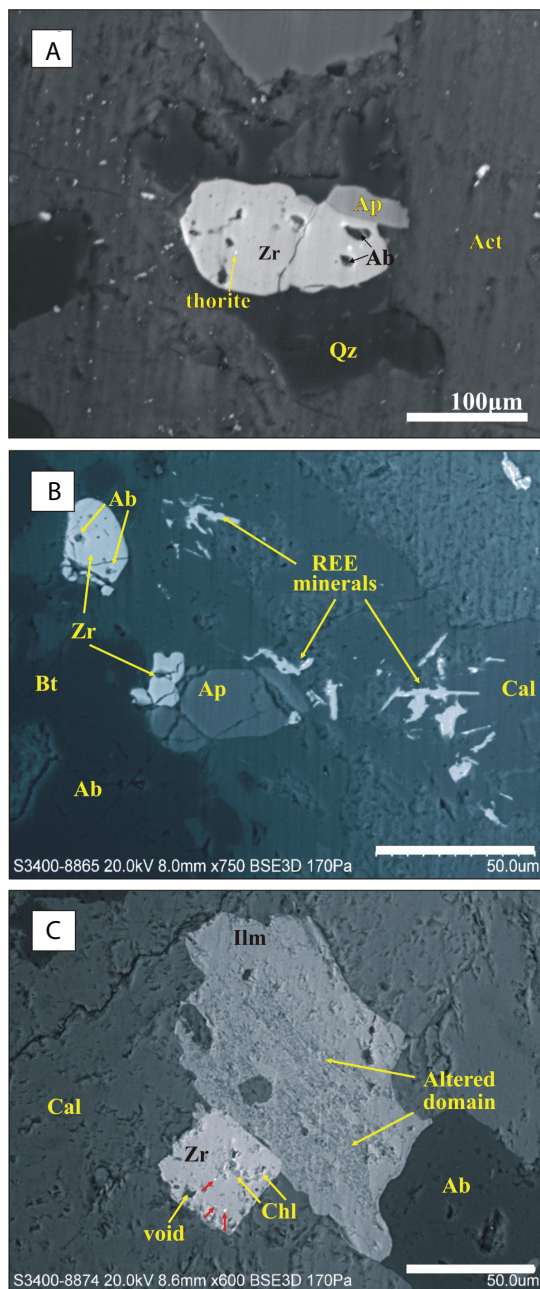 A
Ap
Zr
Ab
Act
thorite
Qz
100μm
B
Ab
REE
minerals
Zr
Bt
Ap
Cal
Ab
S3400-8865 20.0kV 8.0mm x750 BSE3D 170Pa
50.0um
C
Ilm
Cal
Altered
domain
Zr
Chl
void
Ab
S3400-8874 20.0kV 8.6mm x600 BSE3D 170Pa
50.0um